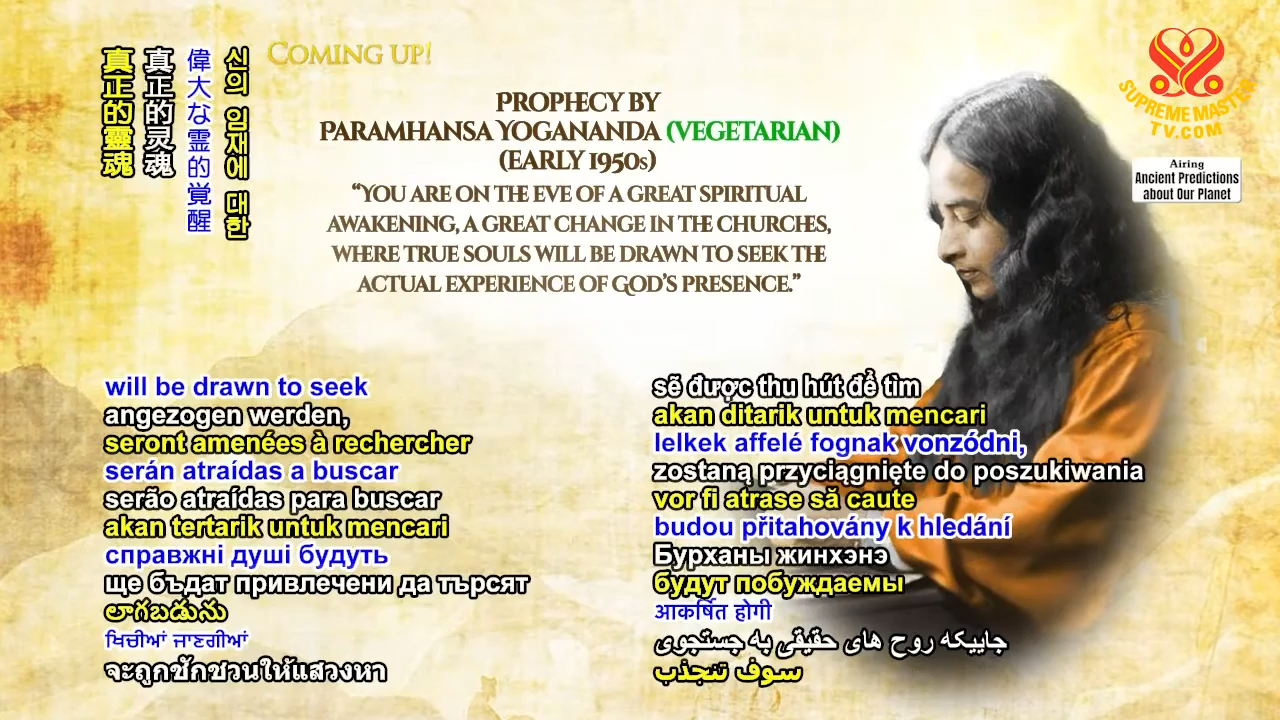 真正的靈魂
真正的灵魂
偉大な霊的覚醒
신의 임재에 대한
Coming up!
Prophecy by
Paramhansa Yogananda (vegetarian)
(early 1950s)
“You are on the eve of a great spiritual
awakening, a great change in the churches,
where true souls will be drawn to seek the
actual experience of God’s presence.”
SUPREME MASTER
TV.COM
Airing
Ancient Predictions
about Our Planet
will be drawn to seek
angezogen werden,
seront amenées à rechercher
serán atraídas a buscar
serão atraídas para buscar
akan tertarik untuk mencari
справжні душі будуть
ще бъдат привлечени да търсят
లాగబడును
ਖਿਚੀਆਂ ਜਾਣਗੀਆਂ
จะถูกชักชวนให้แสวงหา
sẽ được thu hút để tìm
akan ditarik untuk mencari
lelkek affelé fognak vonzódni,
zostaną przyciągnięte do poszukiwania
vor fi atrase să caute
budou přitahovány k hledání
Бурханы жинхэнэ
будут побуждаемы
आकर्षित होगी
جاییکه روح های حقیقی به جستجوی
سوف تنجذب